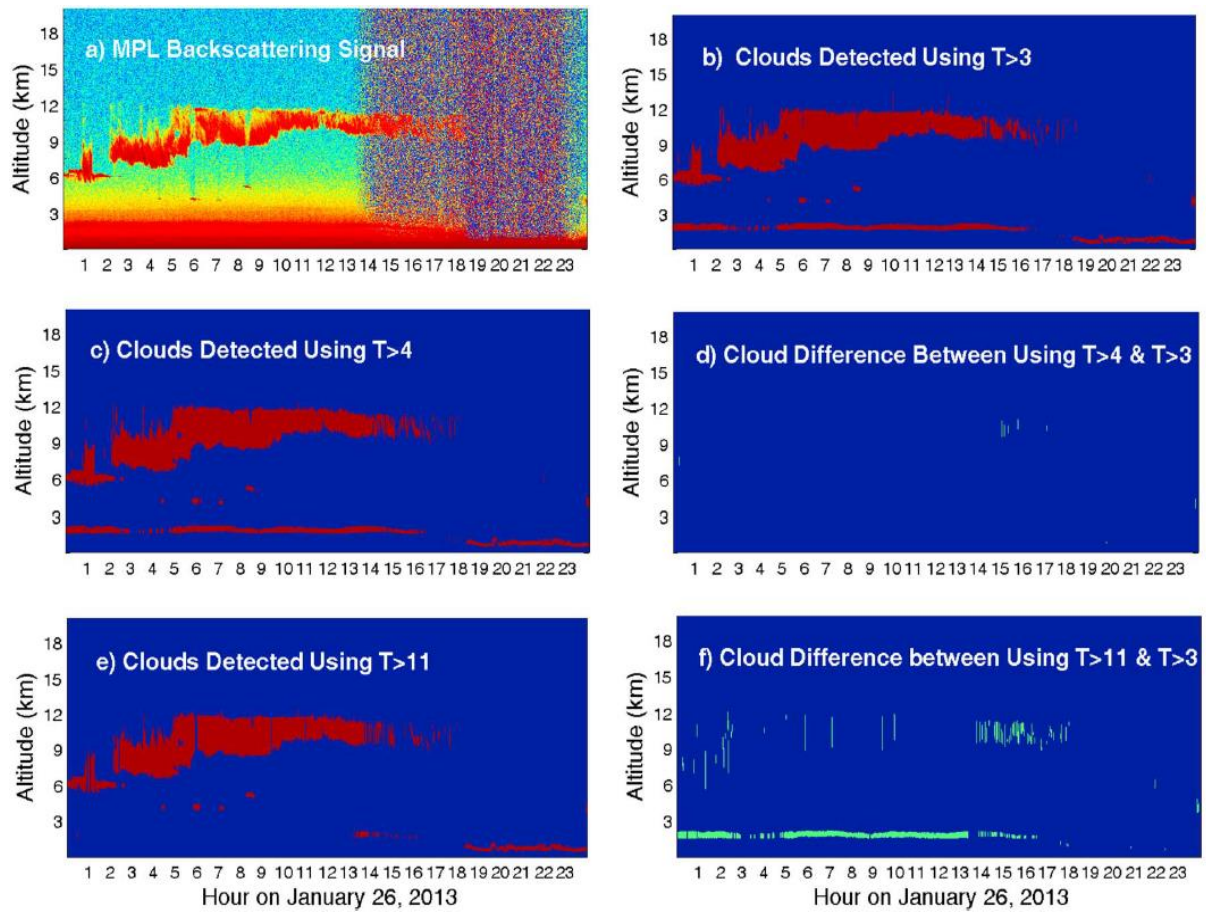 a) MPL Backscattering Signal
Altitude (km)
18
15
12
9
6
3
1 2 3 4 5 6 7 8 9 10 11 12 13 14 15 16 17 18 19 20 21 22 23
b) Clouds Detected Using T>3
Altitude (km)
18
15
12
9
6
3
1 2 3 4 5 6 7 8 9 10 11 12 13 14 15 16 17 18 19 20 21 22 23
c) Clouds Detected Using T>4
Altitude (km)
18
15
12
9
6
3
1 2 3 4 5 6 7 8 9 10 11 12 13 14 15 16 17 18 19 20 21 22 23
d) Cloud Difference Between Using T>4 & T>3
Altitude (km)
18
15
12
9
6
3
1 2 3 4 5 6 7 8 9 10 11 12 13 14 15 16 17 18 19 20 21 22 23
e) Clouds Detected Using T>11
Altitude (km)
18
15
12
9
6
3
1 2 3 4 5 6 7 8 9 10 11 12 13 14 15 16 17 18 19 20 21 22 23
Hour on January 26, 2013
f) Cloud Difference between Using T>11 & T>3
Altitude (km)
18
15
12
9
6
3
1 2 3 4 5 6 7 8 9 10 11 12 13 14 15 16 17 18 19 20 21 22 23
Hour on January 26, 2013